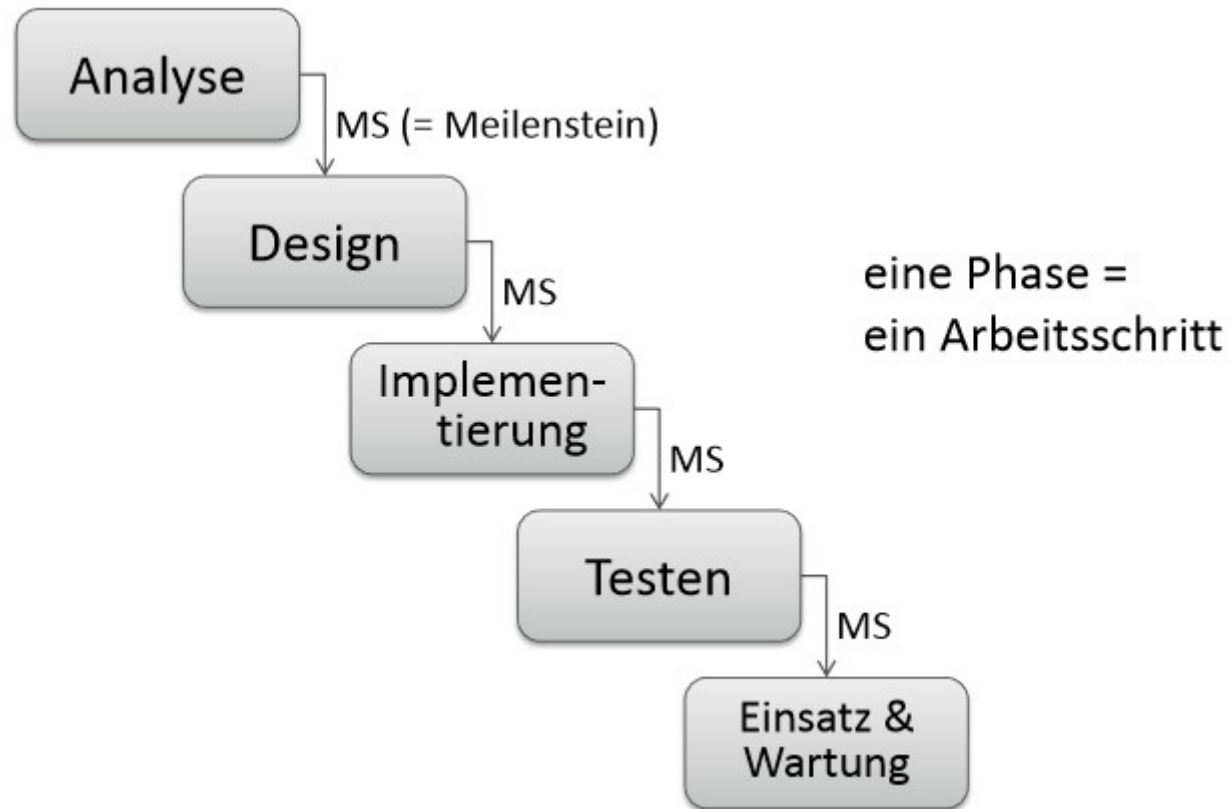 Analyse
MS (= Meilenstein)
Design
MS
eine Phase =
ein Arbeitsschritt
Implemen-
tierung
MS
Testen
MS
Einsatz &
Wartung